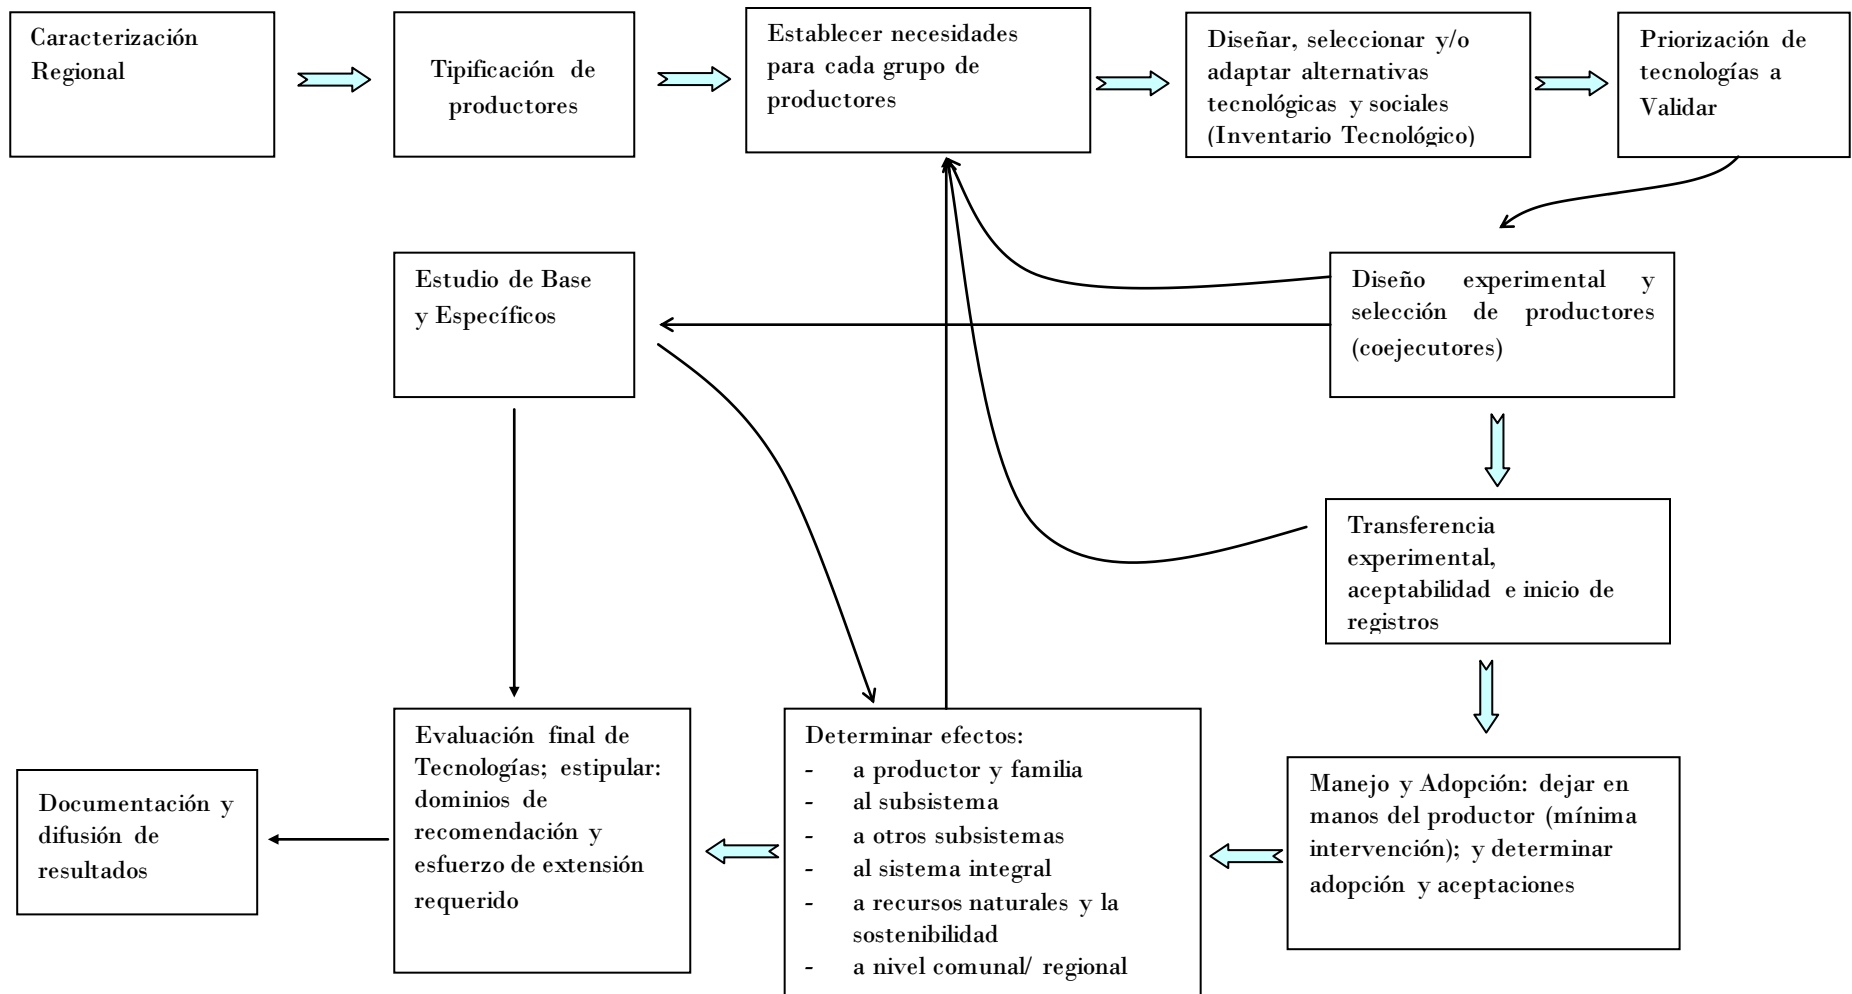 Caracterización
Regional
Tipificación de
productores
Establecer necesidades
para cada grupo de
productores
Diseñar, seleccionar y/o
adaptar alternativas
tecnológicas y sociales
(Inventario Tecnológico)
Priorización de
tecnologías a
Validar
Estudio de Base
y Específicos
Diseño experimental y
selección de productores
(coejecutores)
Transferencia
experimental,
aceptabilidad e inicio de
registros
Documentación y
difusión de
resultados
Evaluación final de
Tecnologías; estipular:
dominios de
recomendación y
esfuerzo de extensión
requerido
Determinar efectos:
- a productor y familia
- al subsistema
- a otros subsistemas
- al sistema integral
- a recursos naturales y la
sostenibilidad
- a nivel comunal/ regional
Manejo y Adopción: dejar en
manos del productor (mínima
intervención); y determinar
adopción y aceptaciones